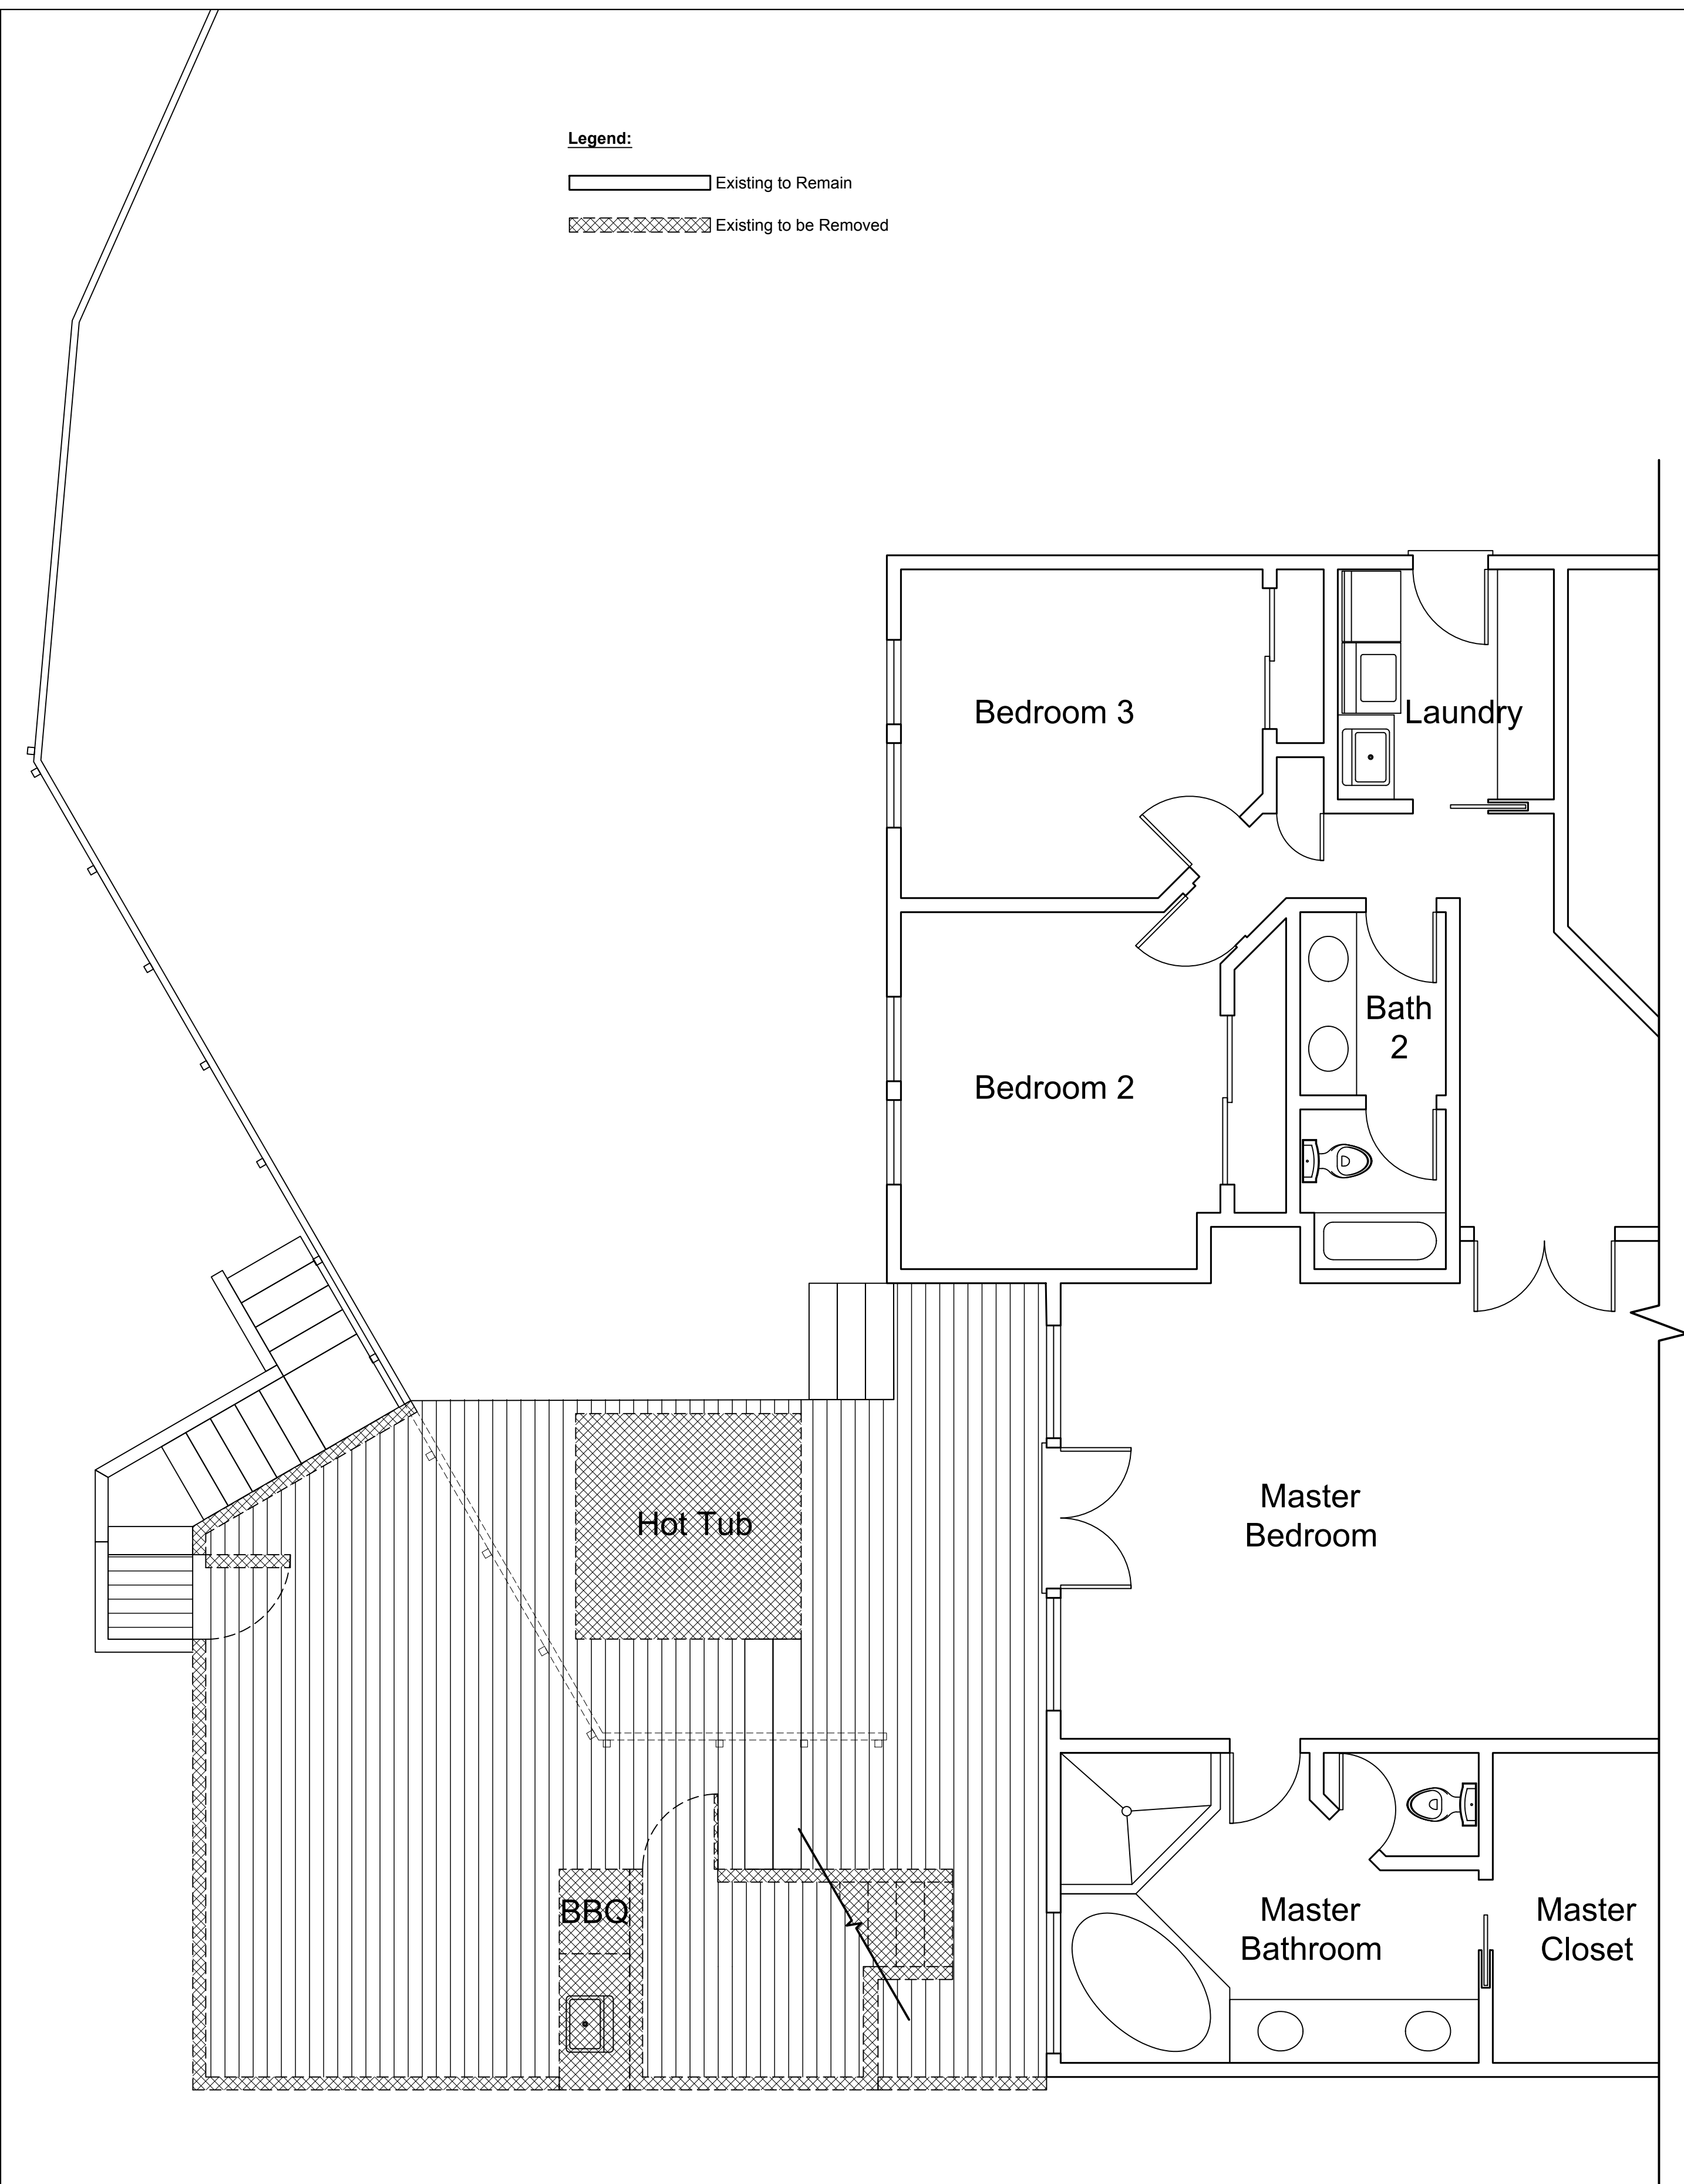 Legend:
Existing to Remain
Existing to be Removed
Bedroom 3
Laundry
Bath
2
Bedroom 2
Hot Tub
Master
Bedroom
BBQ
Master
Bathroom
Master
Closet